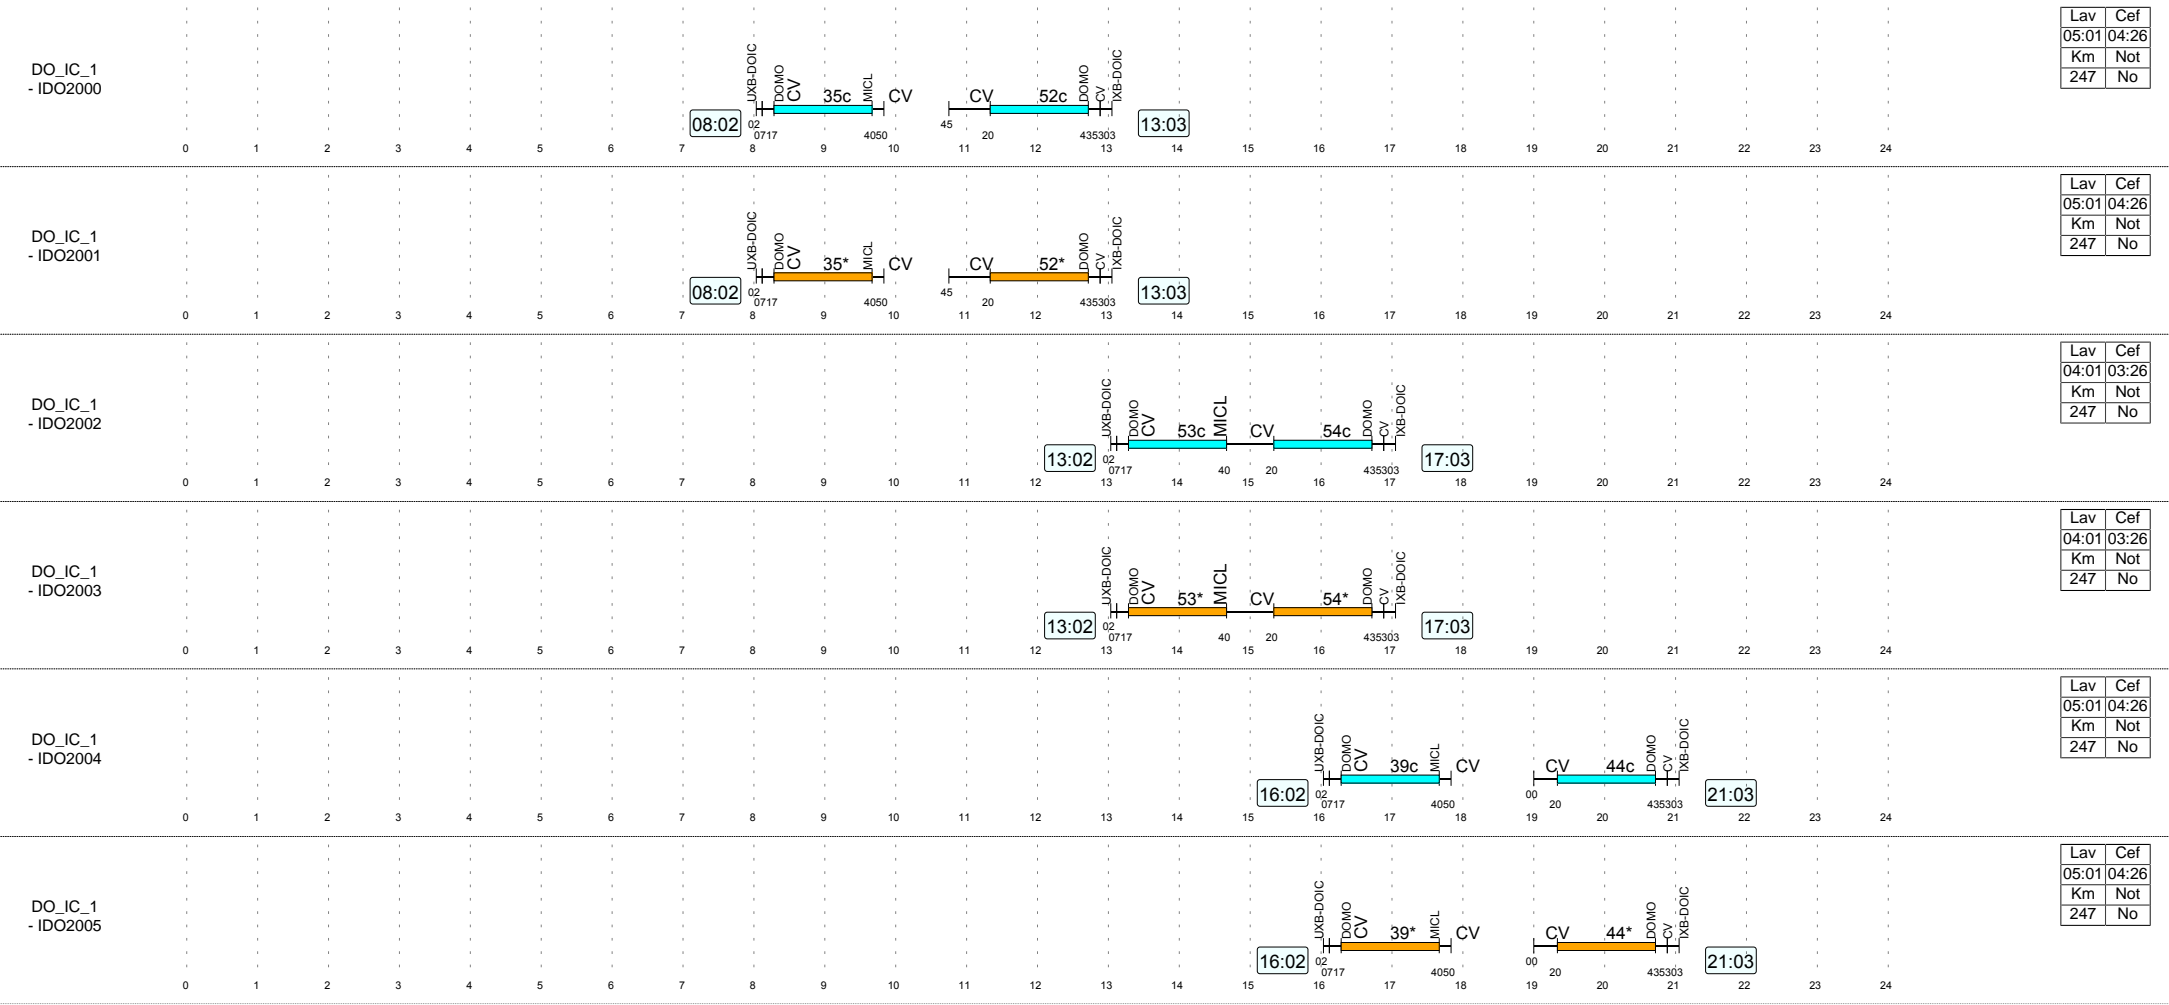 DO_IC_1
- IDO2000
08:02
UXB-DOIC
DOMO
CV
35c
MICL
CV
CV
52c
DOMO
CV
IXB-DOIC
13:03
02
0717
4050
45
20
435303
0 1 2 3 4 5 6 7 8 9 10 11 12 13 14 15 16 17 18 19 20 21 22 23 24
Lav Cef
05:01 04:26
Km Not
247 No
DO_IC_1
- IDO2001
08:02
UXB-DOIC
DOMO
CV
35*
MICL
CV
CV
52*
DOMO
CV
IXB-DOIC
13:03
02
0717
4050
45
20
435303
0 1 2 3 4 5 6 7 8 9 10 11 12 13 14 15 16 17 18 19 20 21 22 23 24
Lav Cef
05:01 04:26
Km Not
247 No
DO_IC_1
- IDO2002
13:02
UXB-DOIC
DOMO
CV
53c
MICL
CV
54c
DOMO
CV
IXB-DOIC
17:03
02
0717
40
20
435303
0 1 2 3 4 5 6 7 8 9 10 11 12 13 14 15 16 17 18 19 20 21 22 23 24
Lav Cef
04:01 03:26
Km Not
247 No
DO_IC_1
- IDO2003
13:02
UXB-DOIC
DOMO
CV
53*
MICL
CV
54*
DOMO
CV
IXB-DOIC
17:03
02
0717
40
20
435303
0 1 2 3 4 5 6 7 8 9 10 11 12 13 14 15 16 17 18 19 20 21 22 23 24
Lav Cef
04:01 03:26
Km Not
247 No
DO_IC_1
- IDO2004
16:02
UXB-DOIC
DOMO
CV
39c
MICL
CV
CV
44c
DOMO
CV
IXB-DOIC
21:03
02
0717
4050
00
20
435303
0 1 2 3 4 5 6 7 8 9 10 11 12 13 14 15 16 17 18 19 20 21 22 23 24
Lav Cef
05:01 04:26
Km Not
247 No
DO_IC_1
- IDO2005
16:02
UXB-DOIC
DOMO
CV
39*
MICL
CV
CV
44*
DOMO
CV
IXB-DOIC
21:03
02
0717
4050
00
20
435303
0 1 2 3 4 5 6 7 8 9 10 11 12 13 14 15 16 17 18 19 20 21 22 23 24
Lav Cef
05:01 04:26
Km Not
247 No